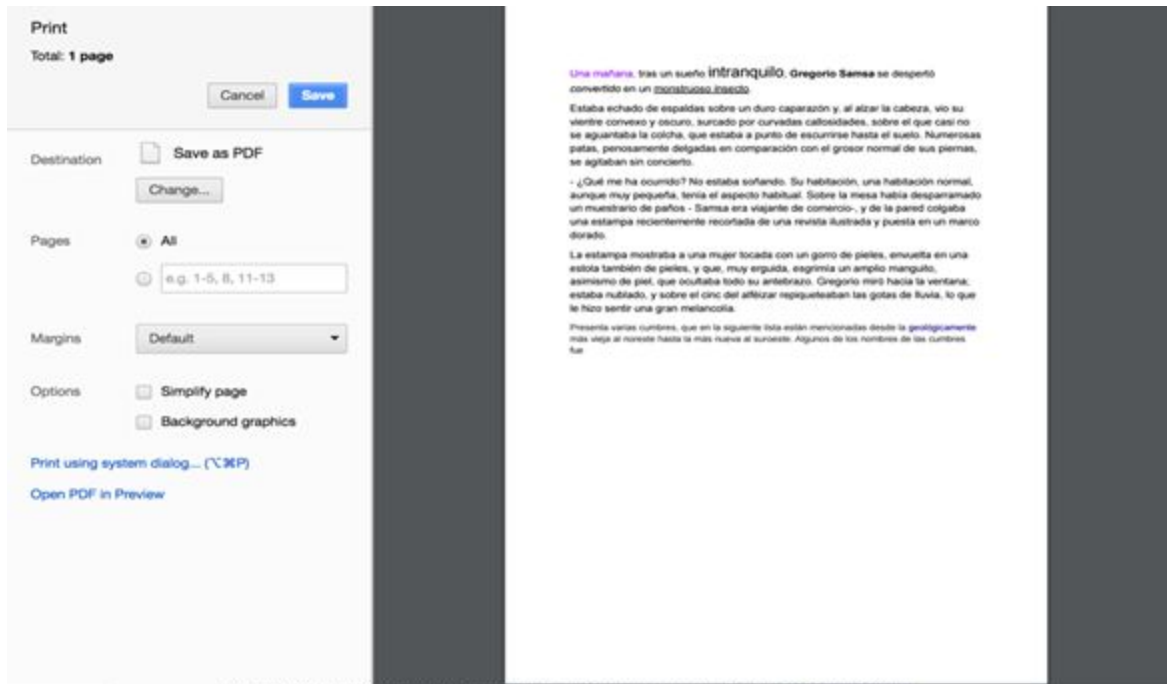 Print
Total: 1 page
Cancel
Save
Destination
Save as PDF
Change...
Pages
All
e.g. 1-5, 8, 11-13
Margins
Default
Options
Simplify page
Background graphics
Print using system dialog... (⌥⌘P)
Open PDF in Preview
Una mañana, tras un sueño intranquilo, Gregorio Samsa se despertó
convertido en un monstruoso insecto.
Estaba echado de espaldas sobre un duro caparazón y, al alzar la cabeza, vio su
vientre convexo y oscuro, surcado por curvadas callosidades, sobre el que casi no
se aguantaba la colcha, que estaba a punto de escurrirse hasta el suelo. Numerosas
patas, penosamente delgadas en comparación con el grosor normal de sus piernas,
se agitaban sin concierto.
- ¿Qué me ha ocurrido? No estaba soñando. Su habitación, una habitación normal,
aunque muy pequeña, tenía el aspecto habitual. Sobre la mesa había desparramado
un muestrario de paños - Samsa era viajante de comercio-, y de la pared colgaba
una estampa recientemente recortada de una revista ilustrada y puesta en un marco
dorado.
La estampa mostraba a una mujer tocada con un gorro de pieles, envuelta en una
estola también de pieles, y que, muy erguida, esgrimía un amplio manguito,
asimismo de piel, que ocultaba todo su antebrazo. Gregorio miró hacia la ventana;
estaba nublado, y sobre el cinc del alféizar repiqueteaban las gotas de lluvia, lo que
le hizo sentir una gran melancolía.
Presenta varias cumbres, que en la siguiente lista están mencionadas desde la geológicamente
más vieja al noreste hasta la más nueva al suroeste. Algunos de los nombres de las cumbres
fue